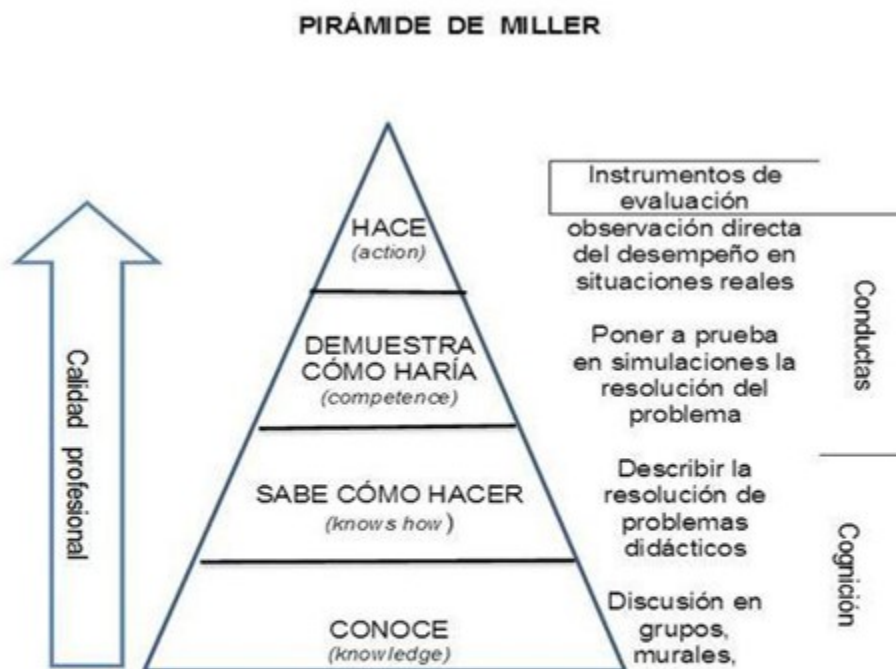 PIRÁMIDE DE MILLER
Calidad profesional
HACE
(action)
DEMUESTRA
CÓMO HARÍA
(competence)
SABE CÓMO HACER
(knows how)
CONOCE
(knowledge)
Instrumentos de
evaluación
observación directa
del desempeño en
situaciones reales
Poner a prueba
en simulaciones la
resolución del
problema
Describir la
resolución de
problemas
didácticos
Discusión en
grupos,
murales,
Conductas
Cognición